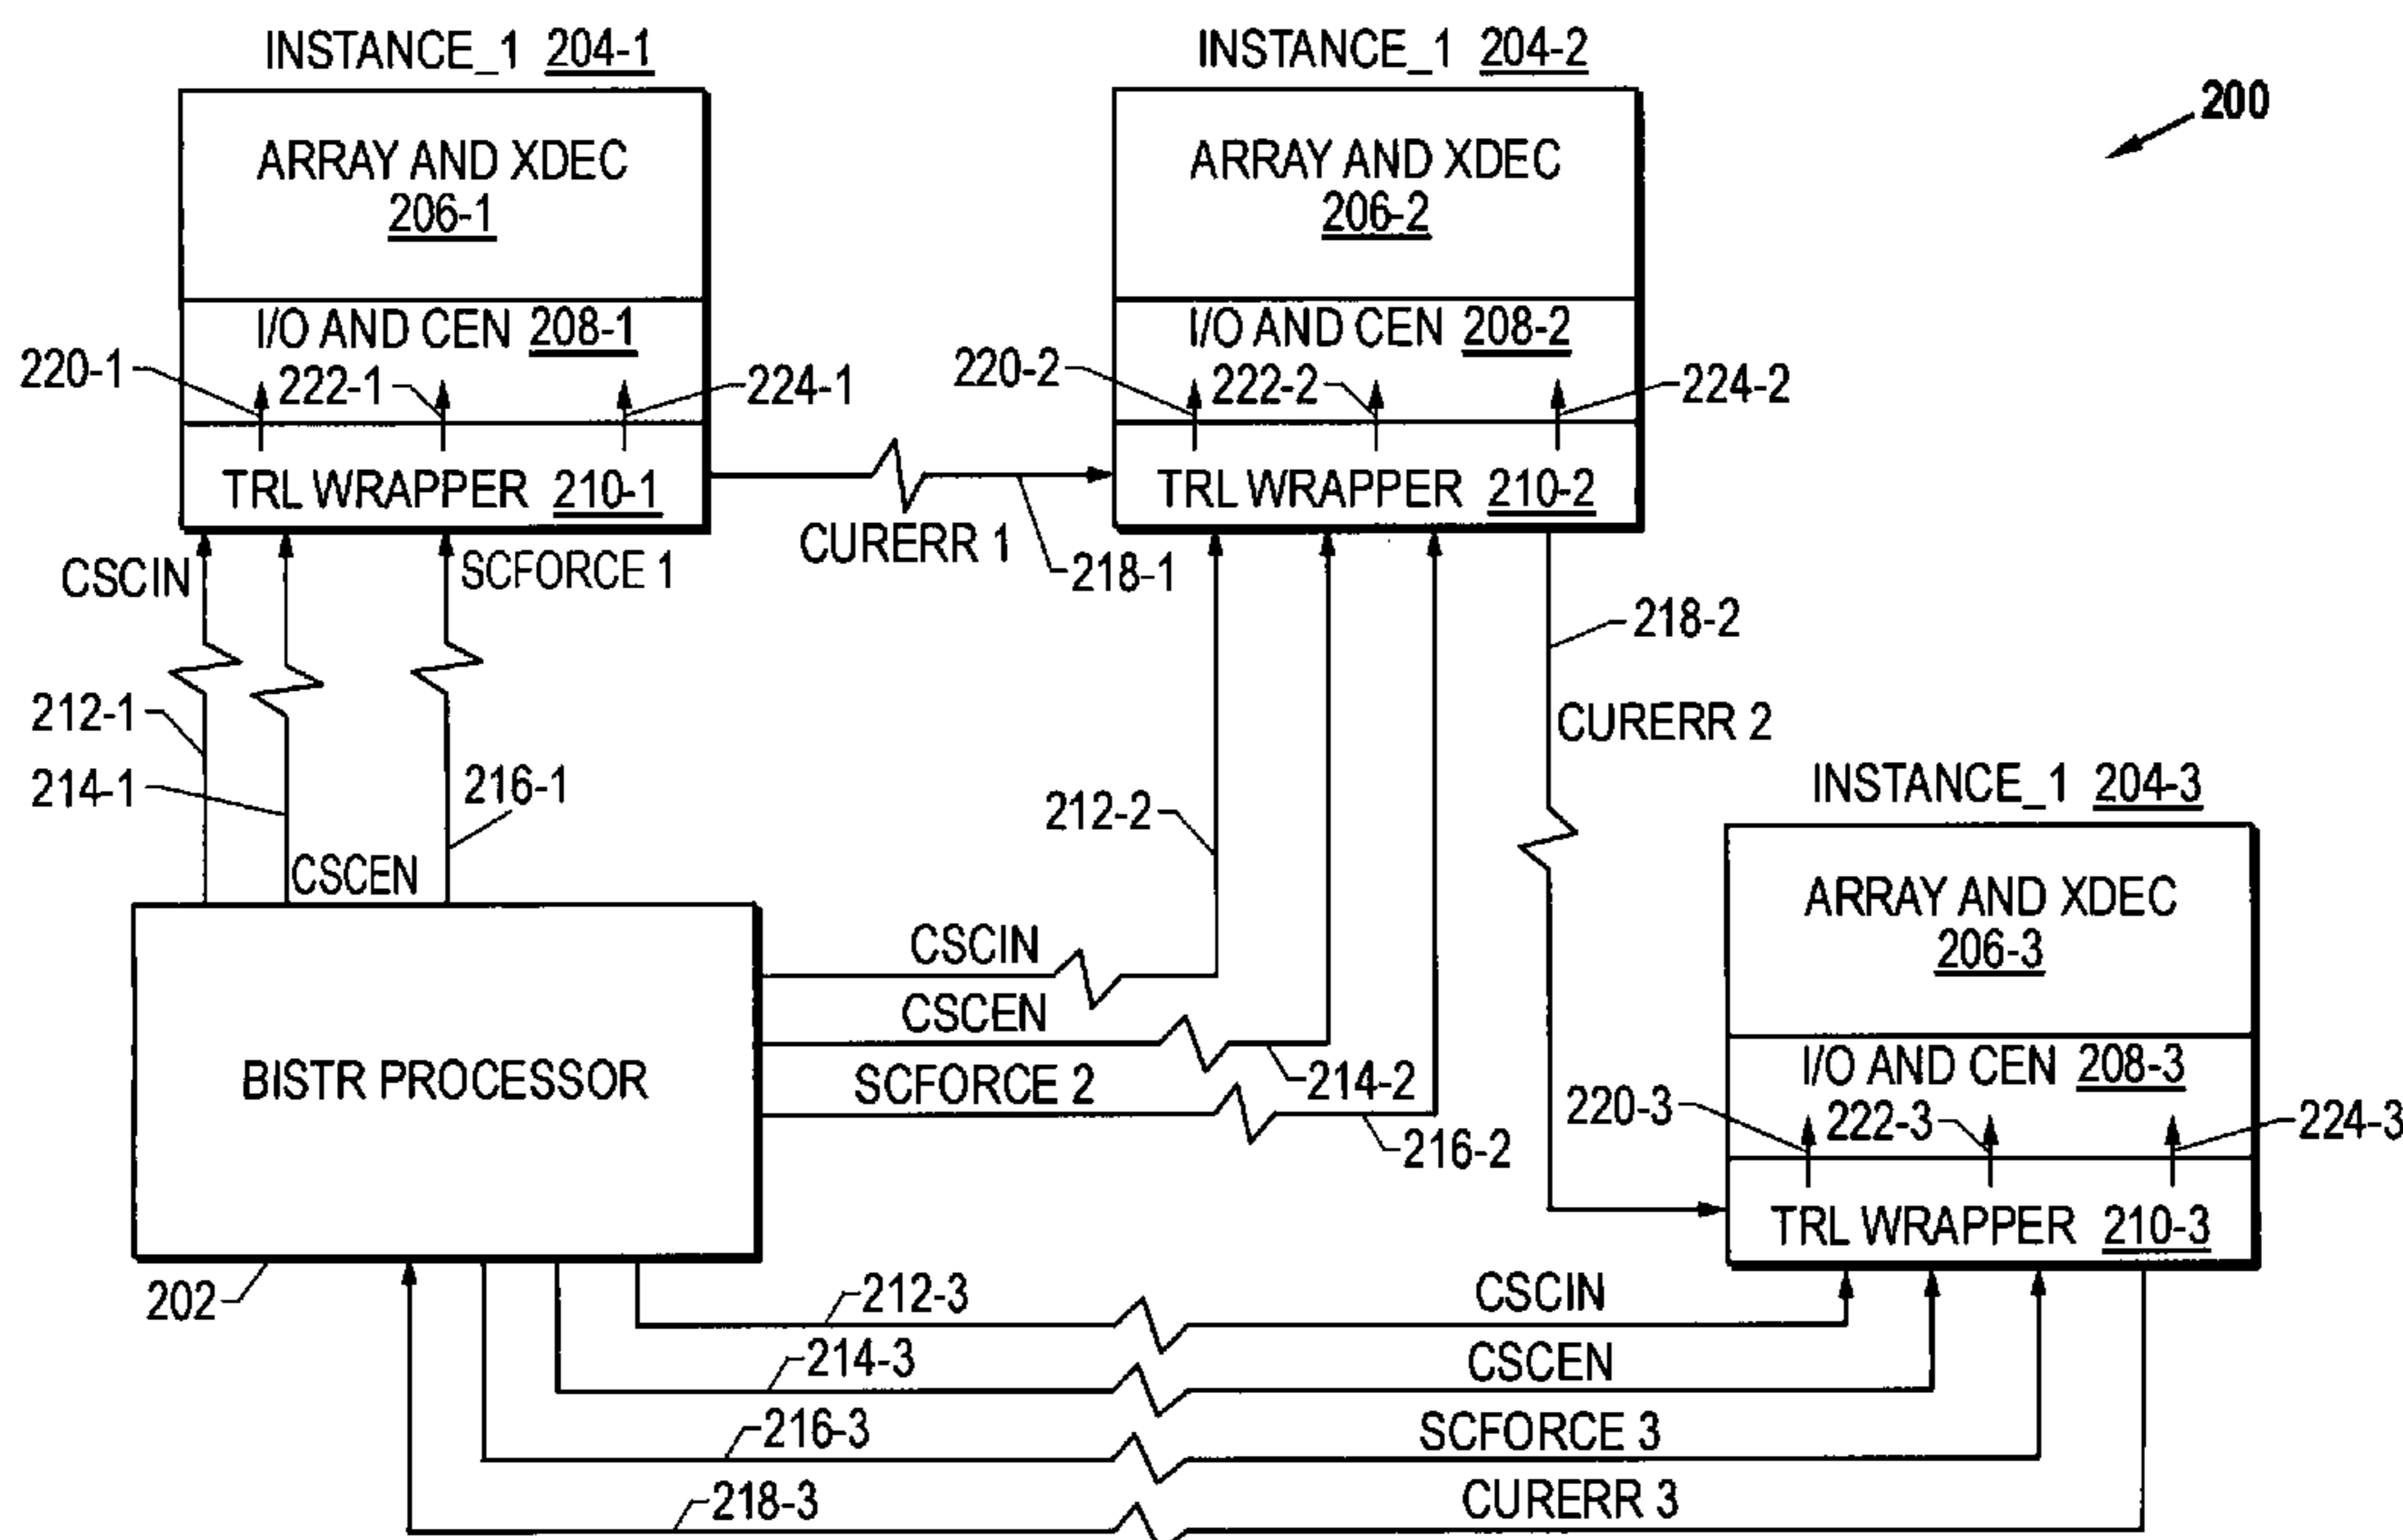 INSTANCE_1 204-1
INSTANCE_1 204-2
200
ARRAY AND XDEC
206-1
ARRAY AND XDEC
206-2
I/O AND CEN 208-1
I/O AND CEN 208-2
220-1
222-1
224-1
220-2
222-2
224-2
TRL WRAPPER 210-1
TRL WRAPPER 210-2
CURERR 1
218-1
CSCIN
SCFORCE 1
218-2
212-1
214-1
216-1
CURERR 2
212-2
INSTANCE_1 204-3
CSCEN
ARRAY AND XDEC
206-3
CSCIN
CSCEN
BISTR PROCESSOR
SCFORCE 2
214-2
216-2
I/O AND CEN 208-3
220-3
222-3
224-3
TRL WRAPPER 210-3
202
212-3
CSCIN
214-3
CSCEN
216-3
SCFORCE 3
218-3
CURERR 3